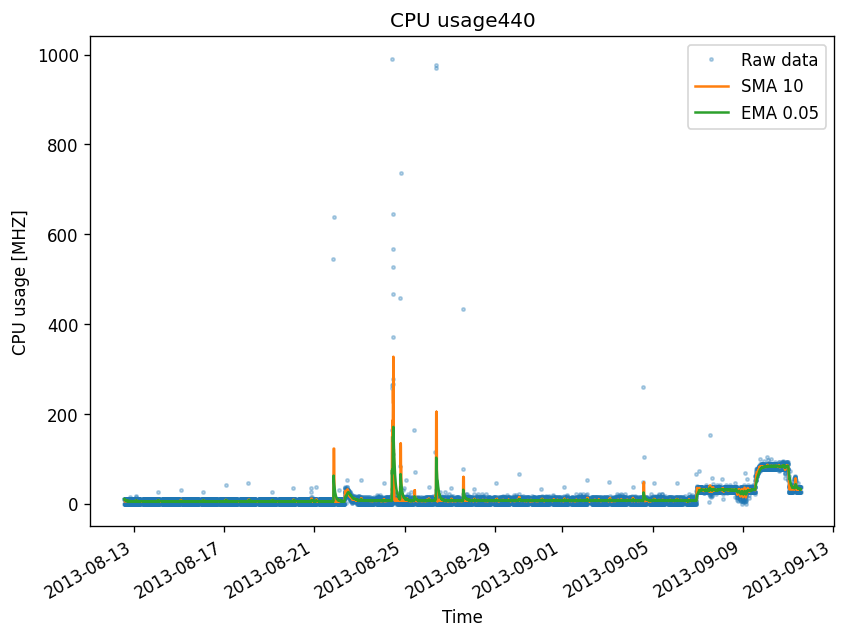 CPU usage440
1000
800
600
400
200
0
CPU usage [MHZ]
Raw data
SMA 10
EMA 0.05
2013-08-13
2013-08-17
2013-08-21
2013-08-25
2013-08-29
2013-09-01
2013-09-05
2013-09-09
2013-09-13
Time